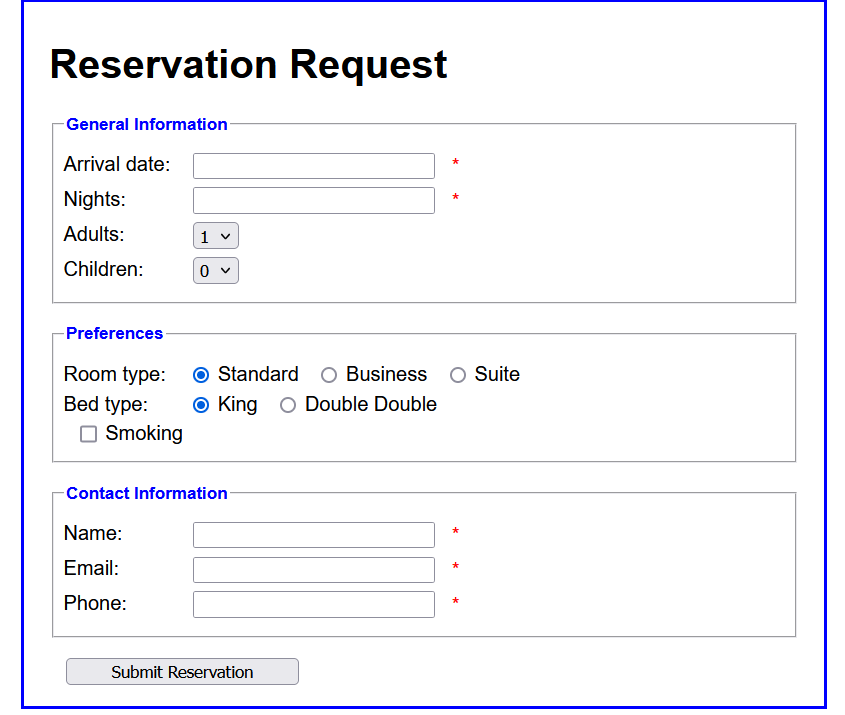 Reservation Request
General Information
Arrival date: *
Nights: *
Adults: 1
Children: 0
Preferences
Room type: Standard Business Suite
Bed type: King Double Double
Smoking
Contact Information
Name: *
Email: *
Phone: *
Submit Reservation